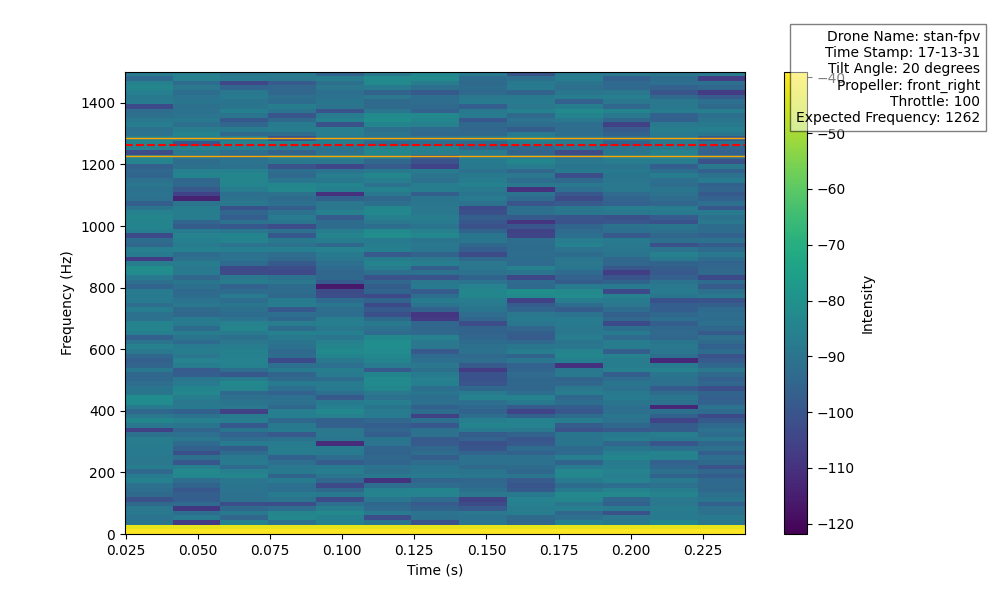 Drone Name: stan-fpv
Time Stamp: 17-13-31
Tilt Angle: 20 degrees
Propeller: front_right
Throttle: 100
Expected Frequency: 1262
1400
1200
1000
800
600
400
200
0
Frequency (Hz)
0.025
0.050
0.075
0.100
0.125
0.150
0.175
0.200
0.225
Time (s)
−40
−50
−60
−70
−80
−90
−100
−110
−120
Intensity